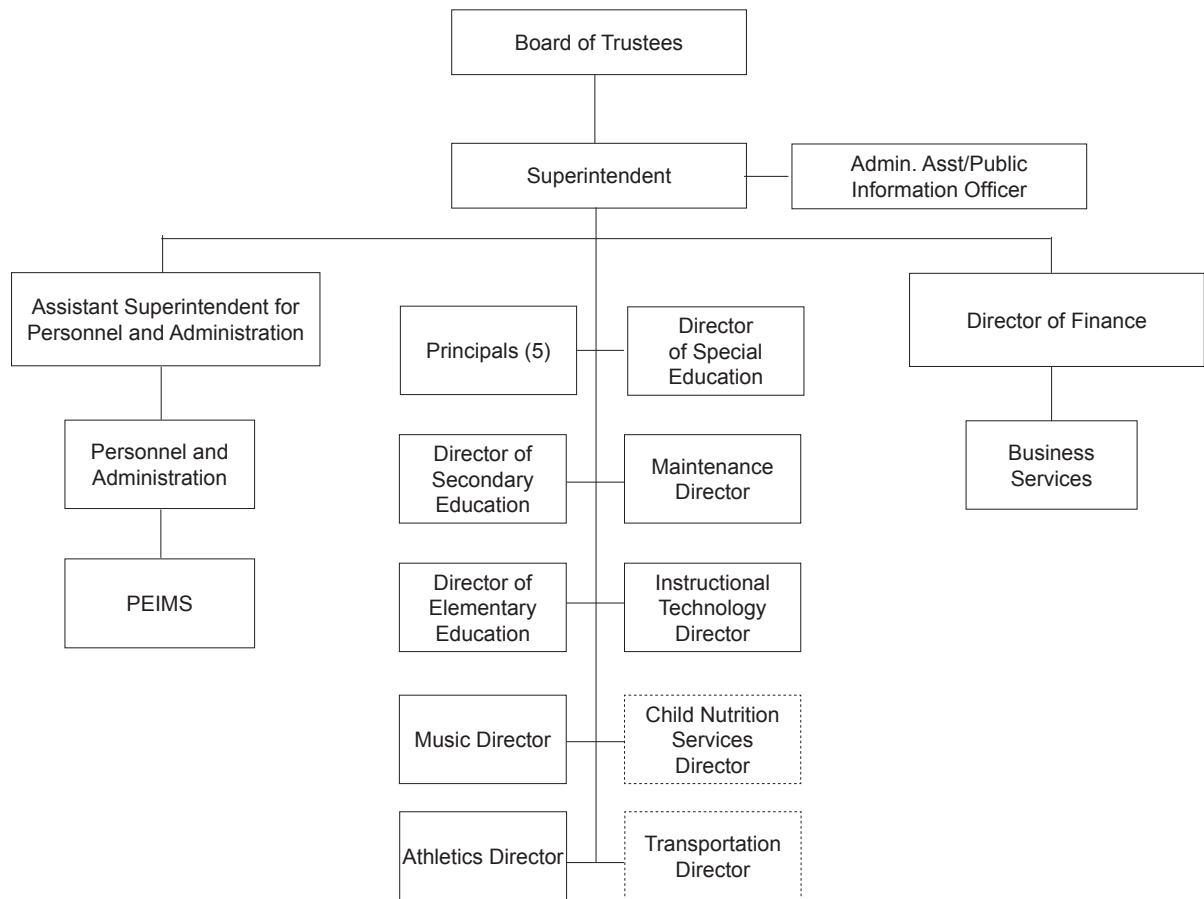 Board of Trustees
Superintendent
Admin. Asst/Public
Information Officer
Assistant Superintendent for
Personnel and Administration
Principals (5)
Director
of Special
Education
Director of Finance
Personnel and
Administration
Director of
Secondary
Education
Maintenance
Director
Business
Services
PEIMS
Director of
Elementary
Education
Instructional
Technology
Director
Music Director
Child Nutrition
Services
Director
Athletics Director
Transportation
Director